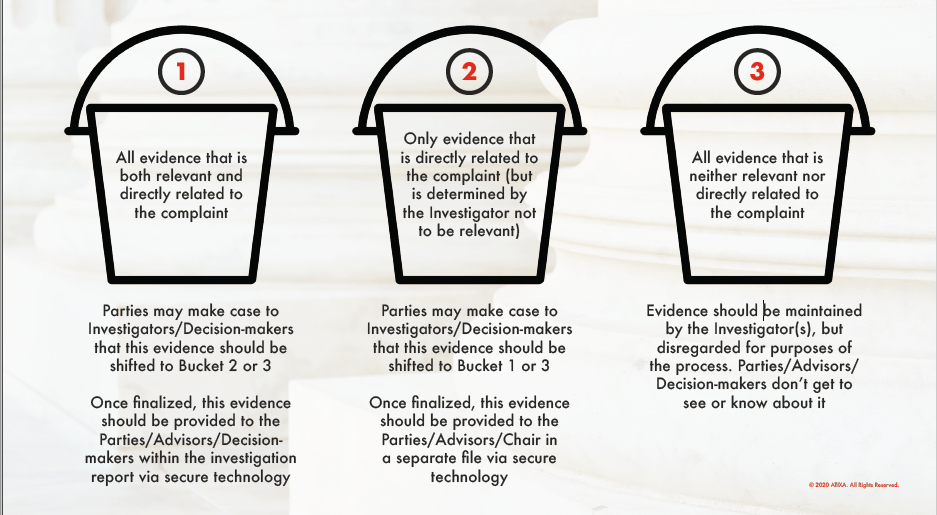 1
All evidence that is
both relevant and
directly related to
the complaint
Parties may make case to
Investigators/Decision-makers
that this evidence should be
shifted to Bucket 2 or 3
Once finalized, this evidence
should be provided to the
Parties/Advisors/Decision-
makers within the investigation
report via secure technology
2
Only evidence that
is directly related to
the complaint (but
is determined by
the Investigator not
to be relevant)
Parties may make case to
Investigators/Decision-makers
that this evidence should be
shifted to Bucket 1 or 3
Once finalized, this evidence
should be provided to the
Parties/Advisors/Chair in
a separate file via secure
technology
3
All evidence that is
neither relevant nor
directly related to
the complaint
Evidence should be maintained
by the Investigator(s), but
disregarded for purposes of
the process. Parties/Advisors/
Decision-makers don’t get to
see or know about it
© 2020 ATIXA. All Rights Reserved.